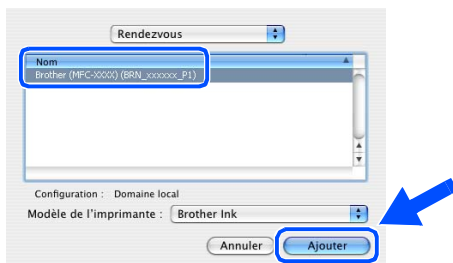 Rendezvous
Nom
Brother (MFC-XXXX) (BRN_xxxxxx_P1)
Configuration : Domaine local
Modèle de l'imprimante : Brother Ink
Annuler Ajouter